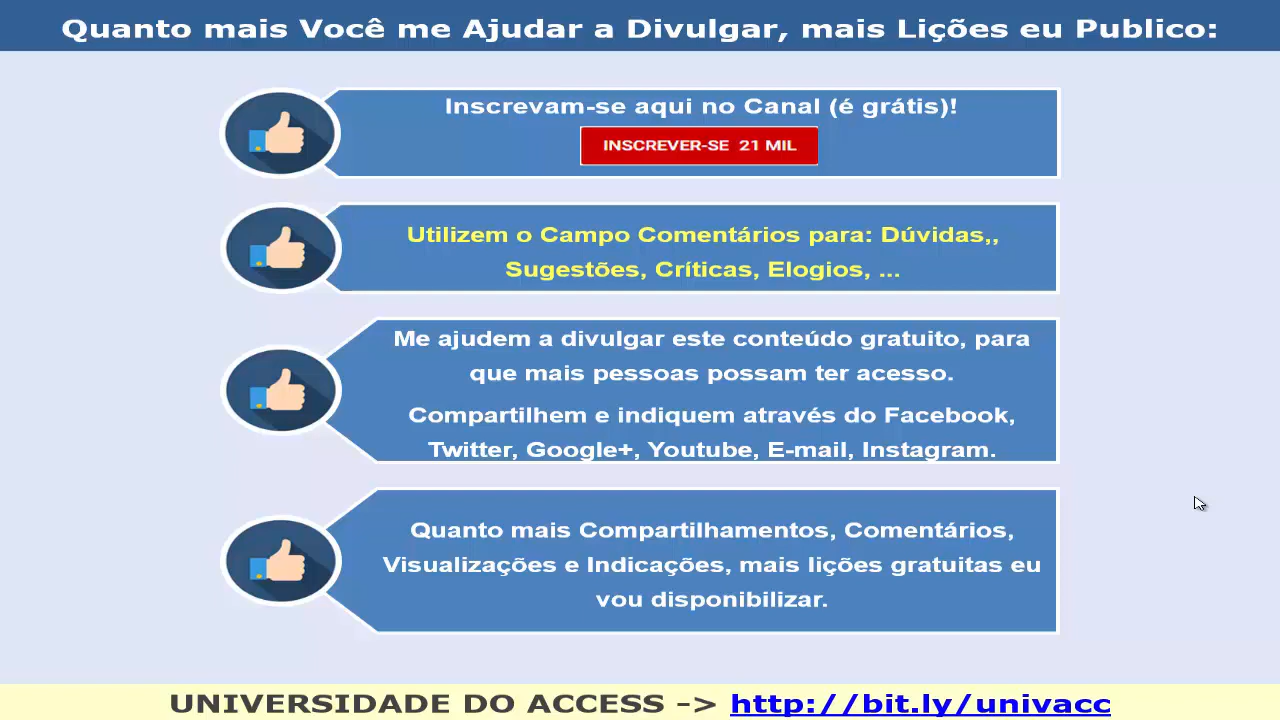 Quanto mais Você me Ajudar a Divulgar, mais Lições eu Publico:
Inscrevam-se aqui no Canal (é grátis)!
INSCREVER-SE 21 MIL
Utilizem o Campo Comentários para: Dúvidas,,
Sugestões, Críticas, Elogios, ...
Me ajudem a divulgar este conteúdo gratuito, para
que mais pessoas possam ter acesso.
Compartilhem e indiquem através do Facebook,
Twitter, Google+, Youtube, E-mail, Instagram.
Quanto mais Compartilhamentos, Comentários,
Visualizações e Indicações, mais lições gratuitas eu
vou disponibilizar.
UNIVERSIDADE DO ACCESS -> http://bit.ly/univacc